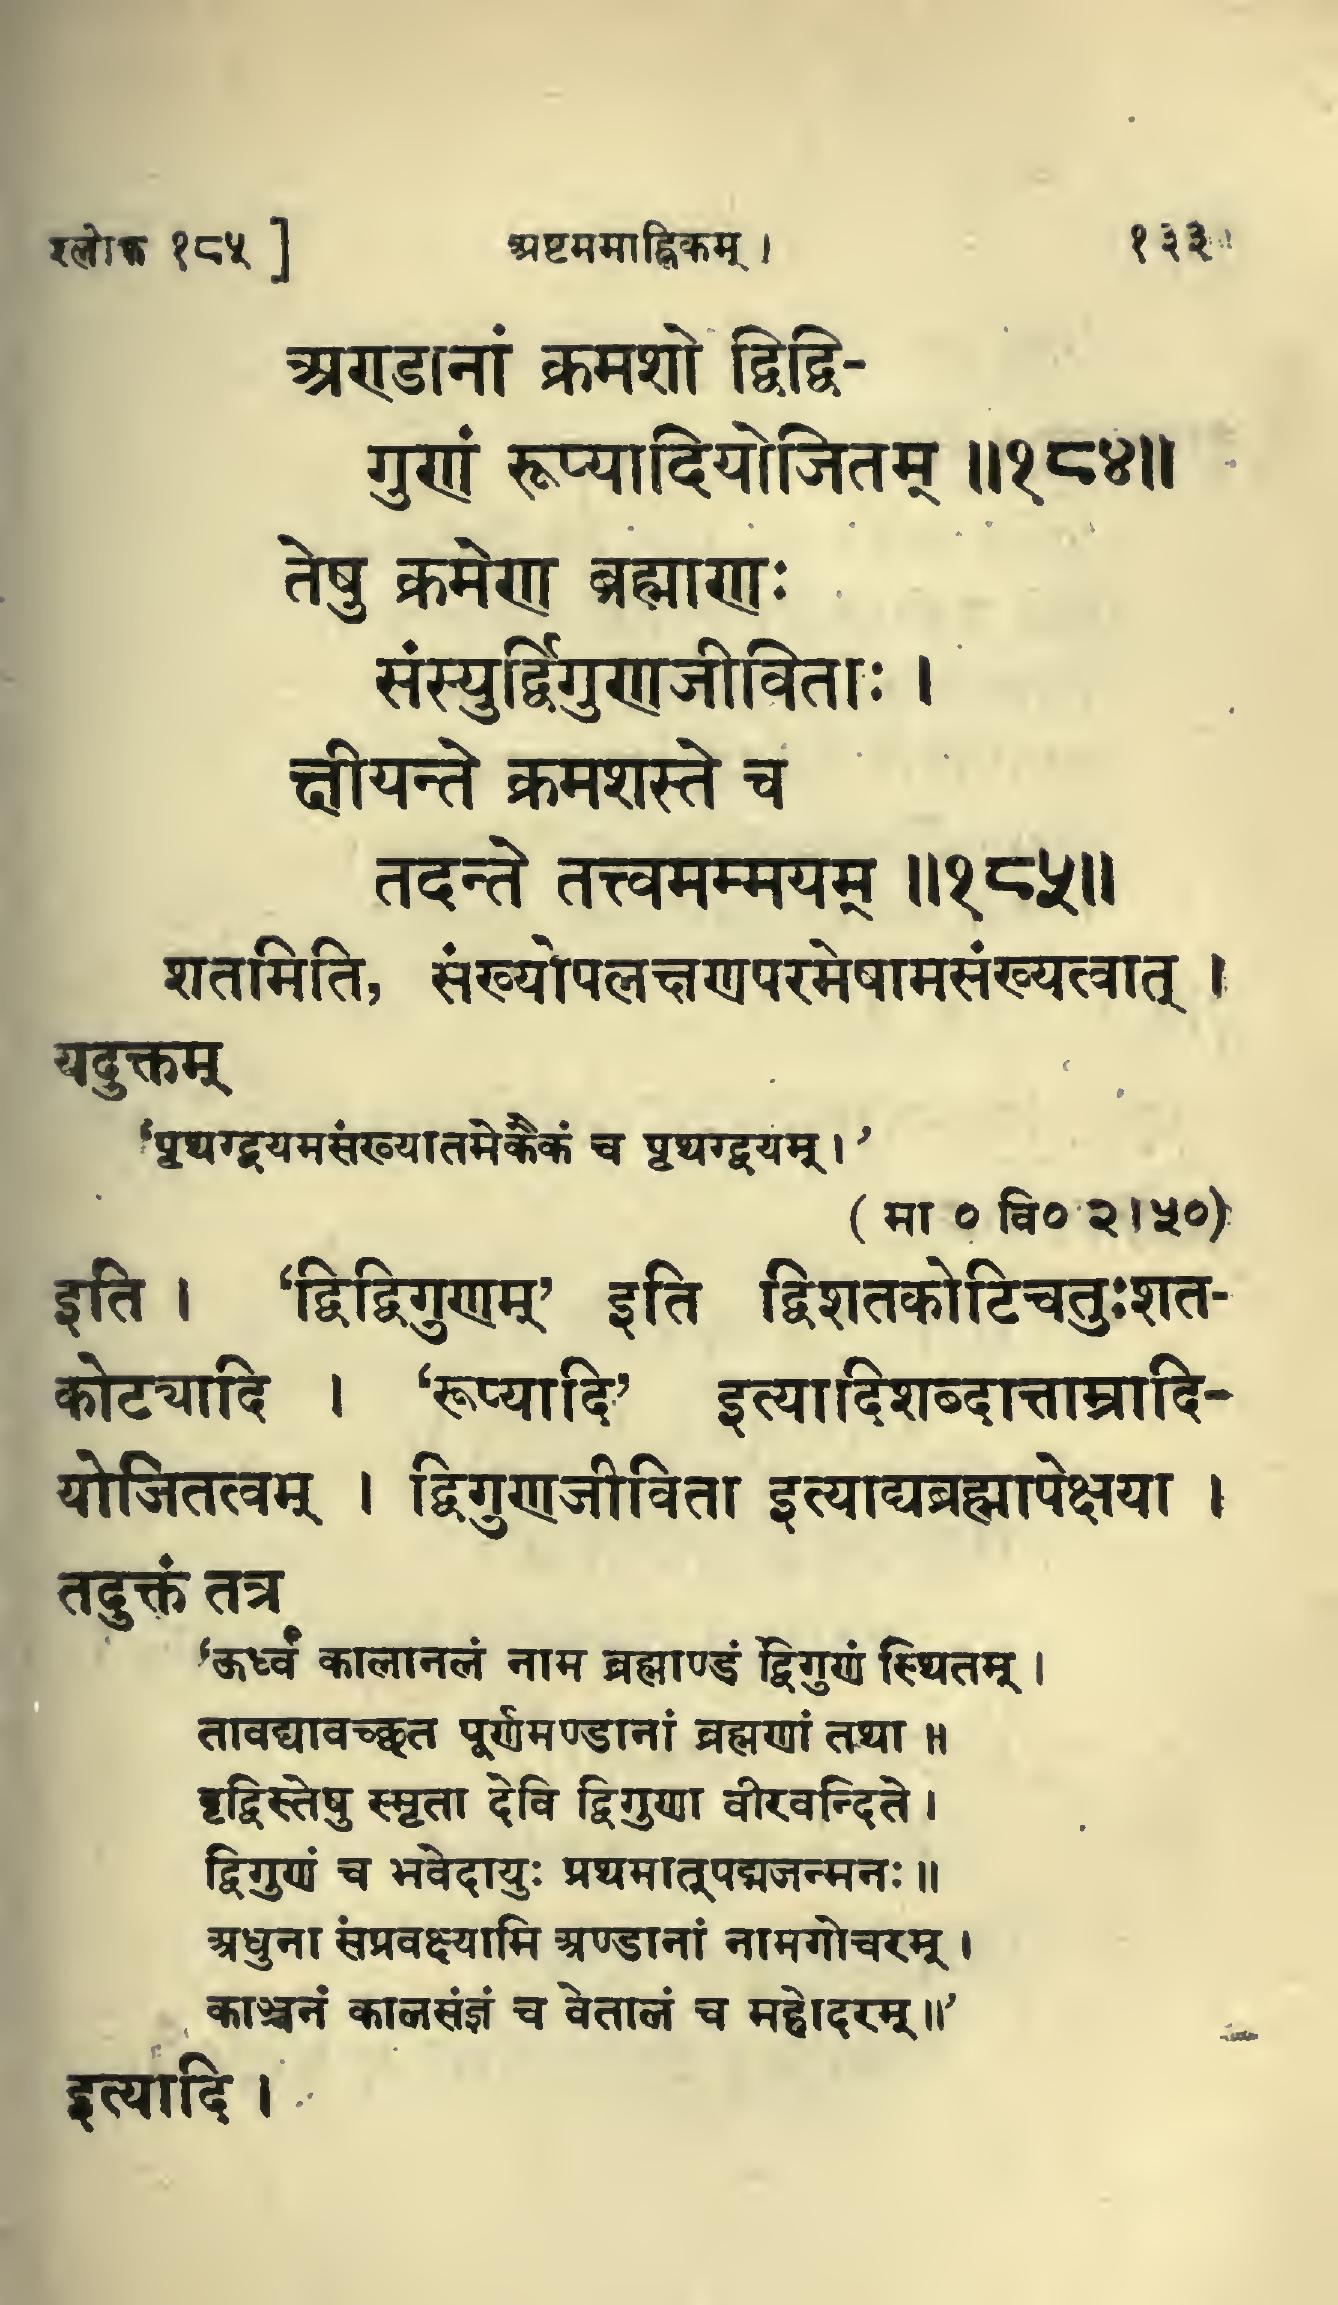 श्लोक १८५ ] अष्टममाह्निकम् । १३३
अण्डानां क्रमशो द्विद्वि-
गुणं रूप्यादियोजितम् ॥१८४॥
तेषु क्रमेण ब्रह्माणः
संस्युर्द्विगुणजीविताः ।
क्षीयन्ते क्रमशस्ते च
तदन्ते तत्त्वमम्मयम् ॥१८५॥
शतमिति, संख्योपलक्षणपरमेषामसंख्यत्वात् ।
यदुक्तम्
'पृथग्द्वयमसंख्यातमेकैकं च पृथग्द्वयम् ।'
( मा ० वि० २।५०)
इति । 'द्विद्विगुणम्' इति द्विशतकोटिचतुःशत-
कोट्यादि । 'रूप्यादि' इत्यादिशब्दात्ताम्रादि-
योजितत्वम् । द्विगुणजीविता इत्याद्यब्रह्मापेक्षया ।
तदुक्तं तत्र
'ऊर्ध्वं कालानलं नाम ब्रह्माण्डं द्विगुणं स्थितम् ।
तावद्यावच्छत पूर्णमण्डानां ब्रह्मणां तथा ॥
वृद्धिस्तेषु स्मृता देवि द्विगुणा वीरवन्दिते ।
द्विगुणं च भवेदायुः प्रथमात्पद्मजन्मनः ॥
अधुना संप्रवक्ष्यामि अण्डानां नामगोचरम् ।
काञ्चनं कालसंज्ञं च वेतालं च महोदरम् ॥'
इत्यादि ।